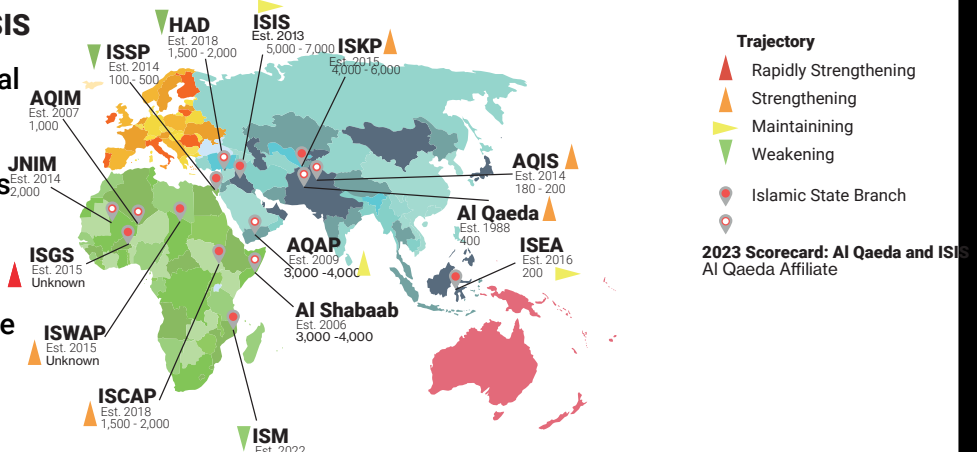 SIS
al
s
e
HAD
Est. 2018
1,500 - 2,000
ISIS
Est. 2013
5,000 - 7,000
ISKP
Est. 2015
4,000 - 6,000
ISSP
Est. 2014
100 - 500
AQIM
Est. 2007
1,000
JNIM
Est. 2014
2,000
ISGS
Est. 2015
Unknown
ISWAP
Est. 2015
Unknown
ISCAP
Est. 2018
1,500 - 2,000
ISM
Est. 2022
AQIS
Est. 2014
180 - 200
Al Qaeda
Est. 1988
400
ISEA
Est. 2016
200
AQAP
Est. 2009
3,000 -4,000
Al Shabaab
Est. 2006
3,000 -4,000
Trajectory
Rapidly Strengthening
Strengthening
Maintainining
Weakening
Islamic State Branch
2023 Scorecard: Al Qaeda and ISIS
Al Qaeda Affiliate